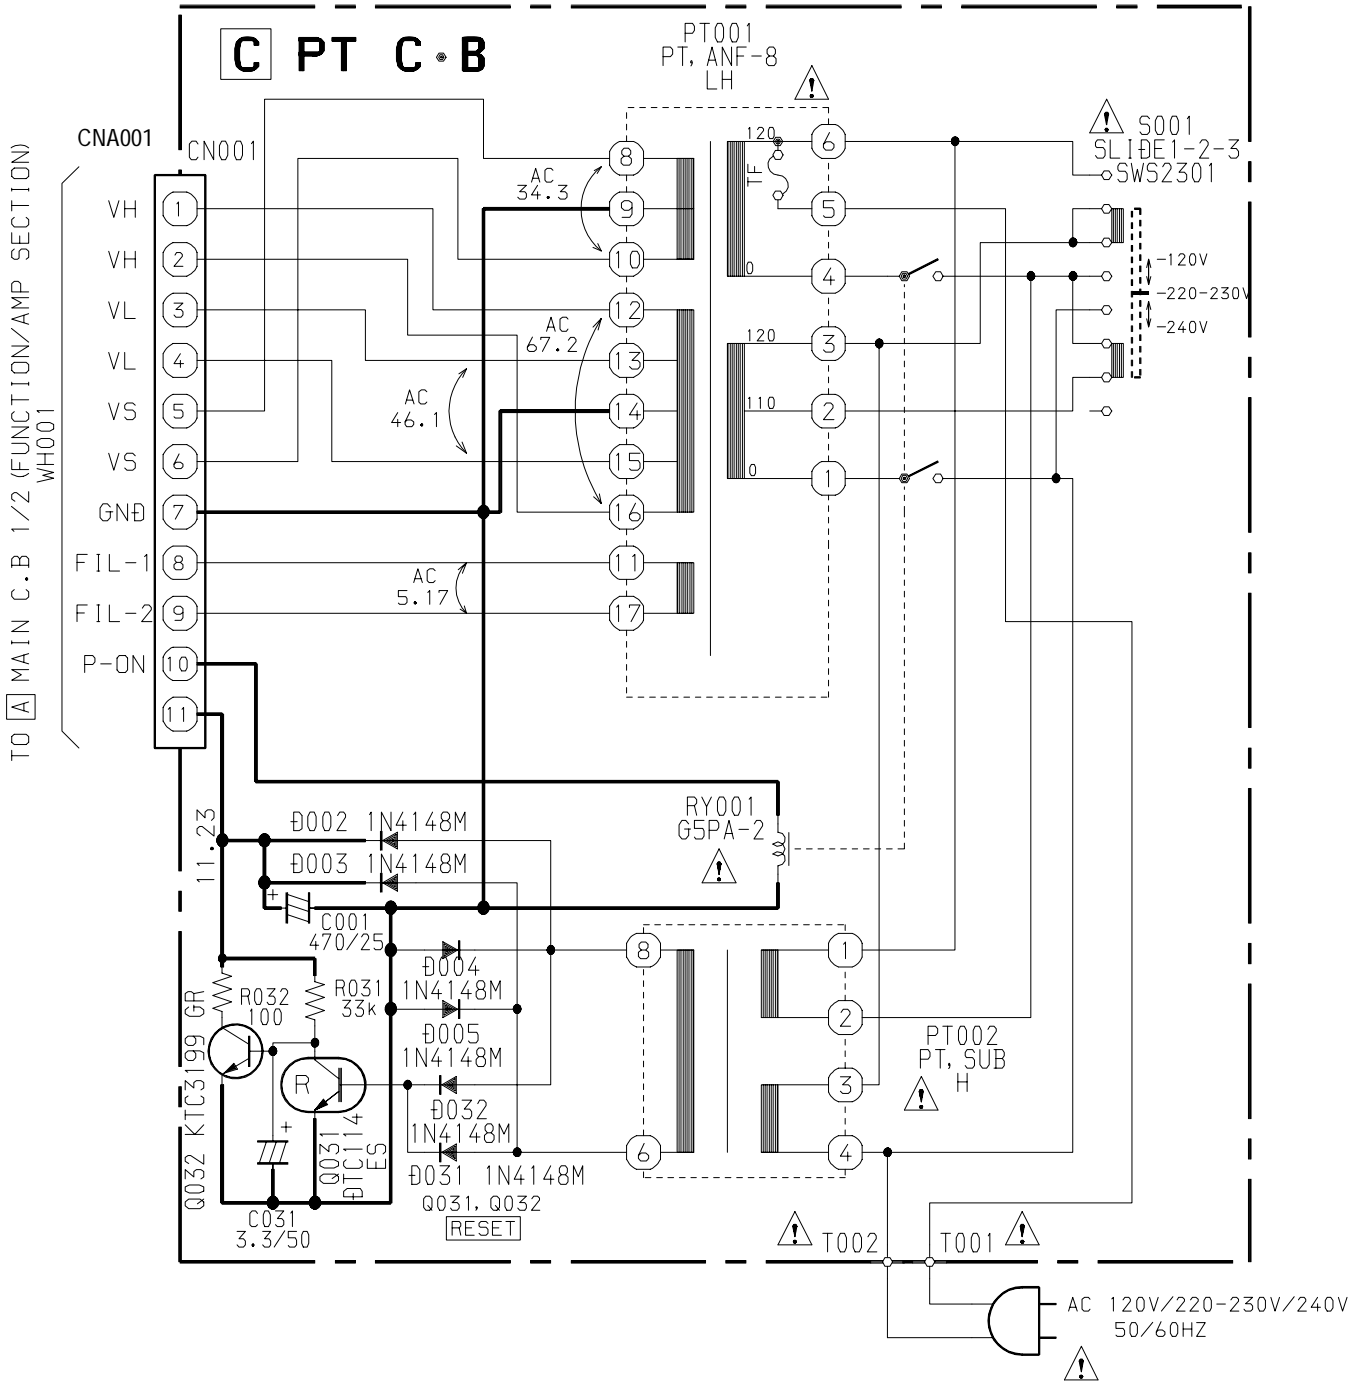 C PT C·B
PT001
PT, ANF-8
LH
S001
SLIDE1-2-3
SWS2301
-120V
-220-230V
-240V
TO A MAIN C.B 1/2 (FUNCTION/AMP SECTION)
WH001
CNA001
CN001
VH 1
VH 2
VL 3
VL 4
VS 5
VS 6
GND 7
FIL-1 8
FIL-2 9
P-ON 10
11
AC
34.3
AC
67.2
AC
46.1
AC
5.17
8
9
10
12
13
14
15
16
11
17
120
TF
0
120
110
0
6
5
4
3
2
1
RY001
G5PA-2
11.23
D002 1N4148M
D003 1N4148M
+
C001
470/25
D004
1N4148M
D005
1N4148M
D032
1N4148M
D031 1N4148M
Q031, Q032
RESET
R032
100
R031
33k
Q032 KTC3199 GR
R
Q031
DTC114
ES
+
C031
3.3/50
8
6
1
2
3
4
PT002
PT, SUB
H
T002
T001
AC 120V/220-230V/240V
50/60HZ